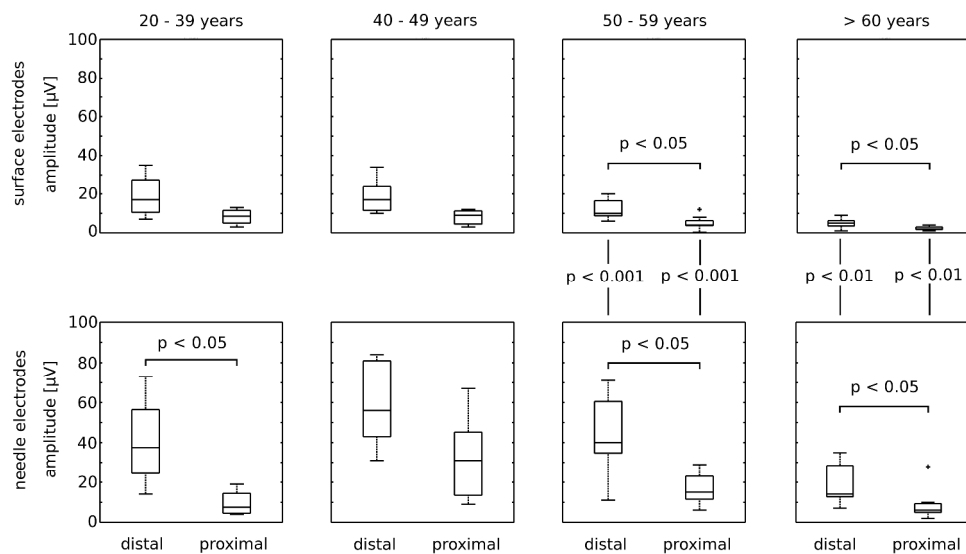 20 - 39 years 40 - 49 years 50 - 59 years > 60 years
surface electrodes
amplitude [µV]
100
80
60
40
20
0
p < 0.05 p < 0.05
p < 0.001 p < 0.001 p < 0.01 p < 0.01
needle electrodes
amplitude [µV]
100
80
60
40
20
0
p < 0.05 p < 0.05 p < 0.05
distal proximal distal proximal distal proximal distal proximal